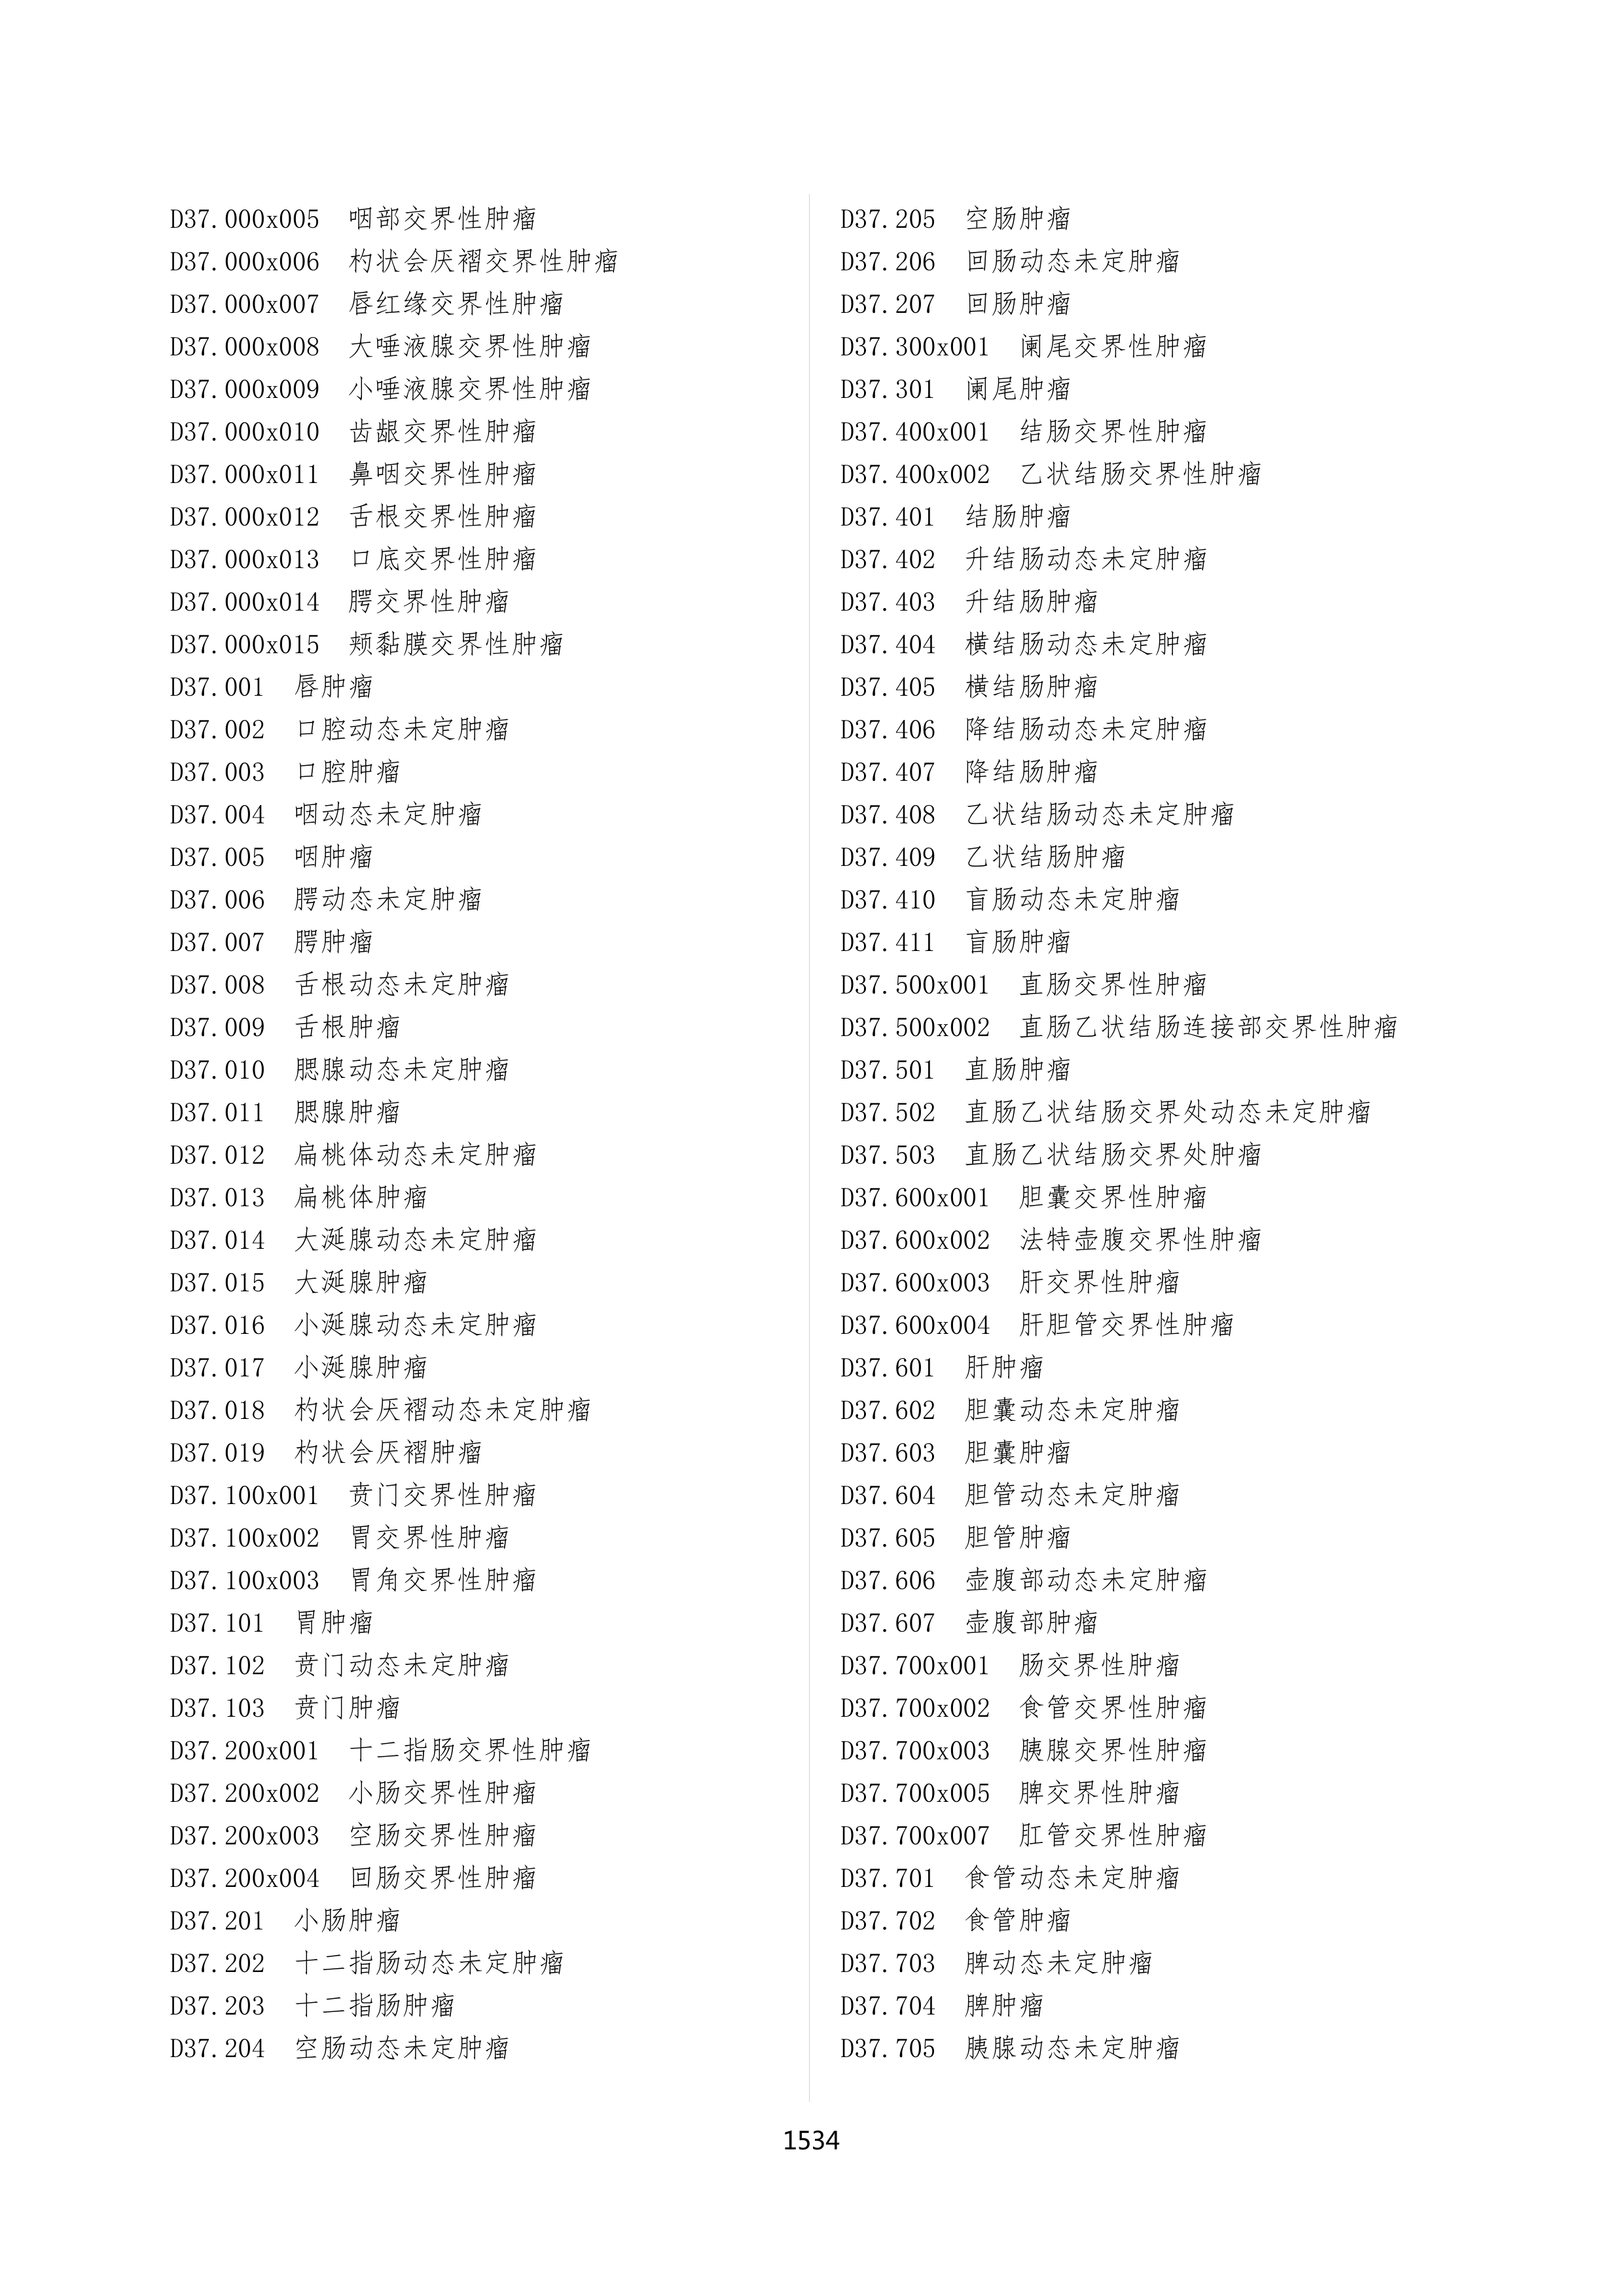 D37.000x005 咽部交界性肿瘤
D37.000x006 杓状会厌褶交界性肿瘤
D37.000x007 唇红缘交界性肿瘤
D37.000x008 大唾液腺交界性肿瘤
D37.000x009 小唾液腺交界性肿瘤
D37.000x010 齿龈交界性肿瘤
D37.000x011 鼻咽交界性肿瘤
D37.000x012 舌根交界性肿瘤
D37.000x013 口底交界性肿瘤
D37.000x014 腭交界性肿瘤
D37.000x015 颊黏膜交界性肿瘤
D37.001 唇肿瘤
D37.002 口腔动态未定肿瘤
D37.003 口腔肿瘤
D37.004 咽动态未定肿瘤
D37.005 咽肿瘤
D37.006 腭动态未定肿瘤
D37.007 腭肿瘤
D37.008 舌根动态未定肿瘤
D37.009 舌根肿瘤
D37.010 腮腺动态未定肿瘤
D37.011 腮腺肿瘤
D37.012 扁桃体动态未定肿瘤
D37.013 扁桃体肿瘤
D37.014 大涎腺动态未定肿瘤
D37.015 大涎腺肿瘤
D37.016 小涎腺动态未定肿瘤
D37.017 小涎腺肿瘤
D37.018 杓状会厌褶动态未定肿瘤
D37.019 杓状会厌褶肿瘤
D37.100x001 贲门交界性肿瘤
D37.100x002 胃交界性肿瘤
D37.100x003 胃角交界性肿瘤
D37.101 胃肿瘤
D37.102 贲门动态未定肿瘤
D37.103 贲门肿瘤
D37.200x001 十二指肠交界性肿瘤
D37.200x002 小肠交界性肿瘤
D37.200x003 空肠交界性肿瘤
D37.200x004 回肠交界性肿瘤
D37.201 小肠肿瘤
D37.202 十二指肠动态未定肿瘤
D37.203 十二指肠肿瘤
D37.204 空肠动态未定肿瘤
D37.205 空肠肿瘤
D37.206 回肠动态未定肿瘤
D37.207 回肠肿瘤
D37.300x001 阑尾交界性肿瘤
D37.301 阑尾肿瘤
D37.400x001 结肠交界性肿瘤
D37.400x002 乙状结肠交界性肿瘤
D37.401 结肠肿瘤
D37.402 升结肠动态未定肿瘤
D37.403 升结肠肿瘤
D37.404 横结肠动态未定肿瘤
D37.405 横结肠肿瘤
D37.406 降结肠动态未定肿瘤
D37.407 降结肠肿瘤
D37.408 乙状结肠动态未定肿瘤
D37.409 乙状结肠肿瘤
D37.410 盲肠动态未定肿瘤
D37.411 盲肠肿瘤
D37.500x001 直肠交界性肿瘤
D37.500x002 直肠乙状结肠连接部交界性肿瘤
D37.501 直肠肿瘤
D37.502 直肠乙状结肠交界处动态未定肿瘤
D37.503 直肠乙状结肠交界处肿瘤
D37.600x001 胆囊交界性肿瘤
D37.600x002 法特壶腹交界性肿瘤
D37.600x003 肝交界性肿瘤
D37.600x004 肝胆管交界性肿瘤
D37.601 肝肿瘤
D37.602 胆囊动态未定肿瘤
D37.603 胆囊肿瘤
D37.604 胆管动态未定肿瘤
D37.605 胆管肿瘤
D37.606 壶腹部动态未定肿瘤
D37.607 壶腹部肿瘤
D37.700x001 肠交界性肿瘤
D37.700x002 食管交界性肿瘤
D37.700x003 胰腺交界性肿瘤
D37.700x005 脾交界性肿瘤
D37.700x007 肛管交界性肿瘤
D37.701 食管动态未定肿瘤
D37.702 食管肿瘤
D37.703 脾动态未定肿瘤
D37.704 脾肿瘤
D37.705 胰腺动态未定肿瘤
1534